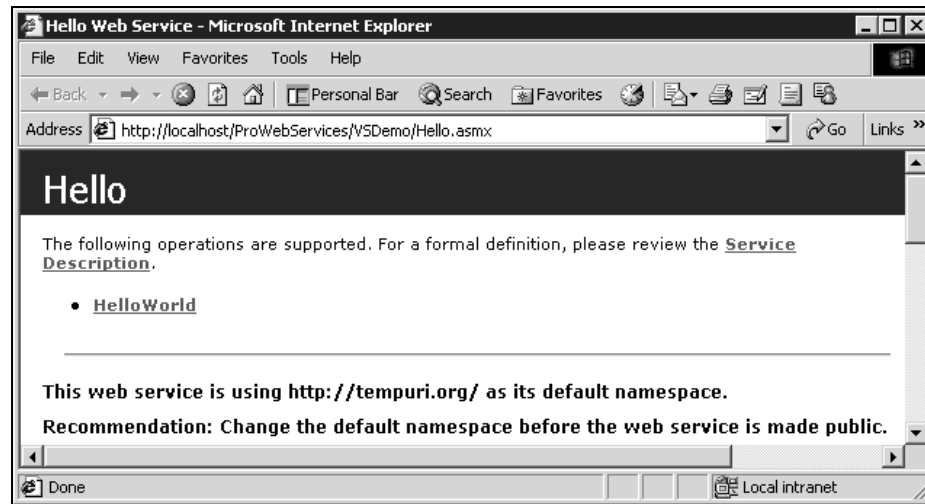 Hello Web Service - Microsoft Internet Explorer
File Edit View Favorites Tools Help
Back Personal Bar Search Favorites
Address http://localhost/ProWebServices/VSDemo/Hello.asmx Go Links »
Hello
The following operations are supported. For a formal definition, please review the Service
Description.
• HelloWorld
This web service is using http://tempuri.org/ as its default namespace.
Recommendation: Change the default namespace before the web service is made public.
Done Local intranet